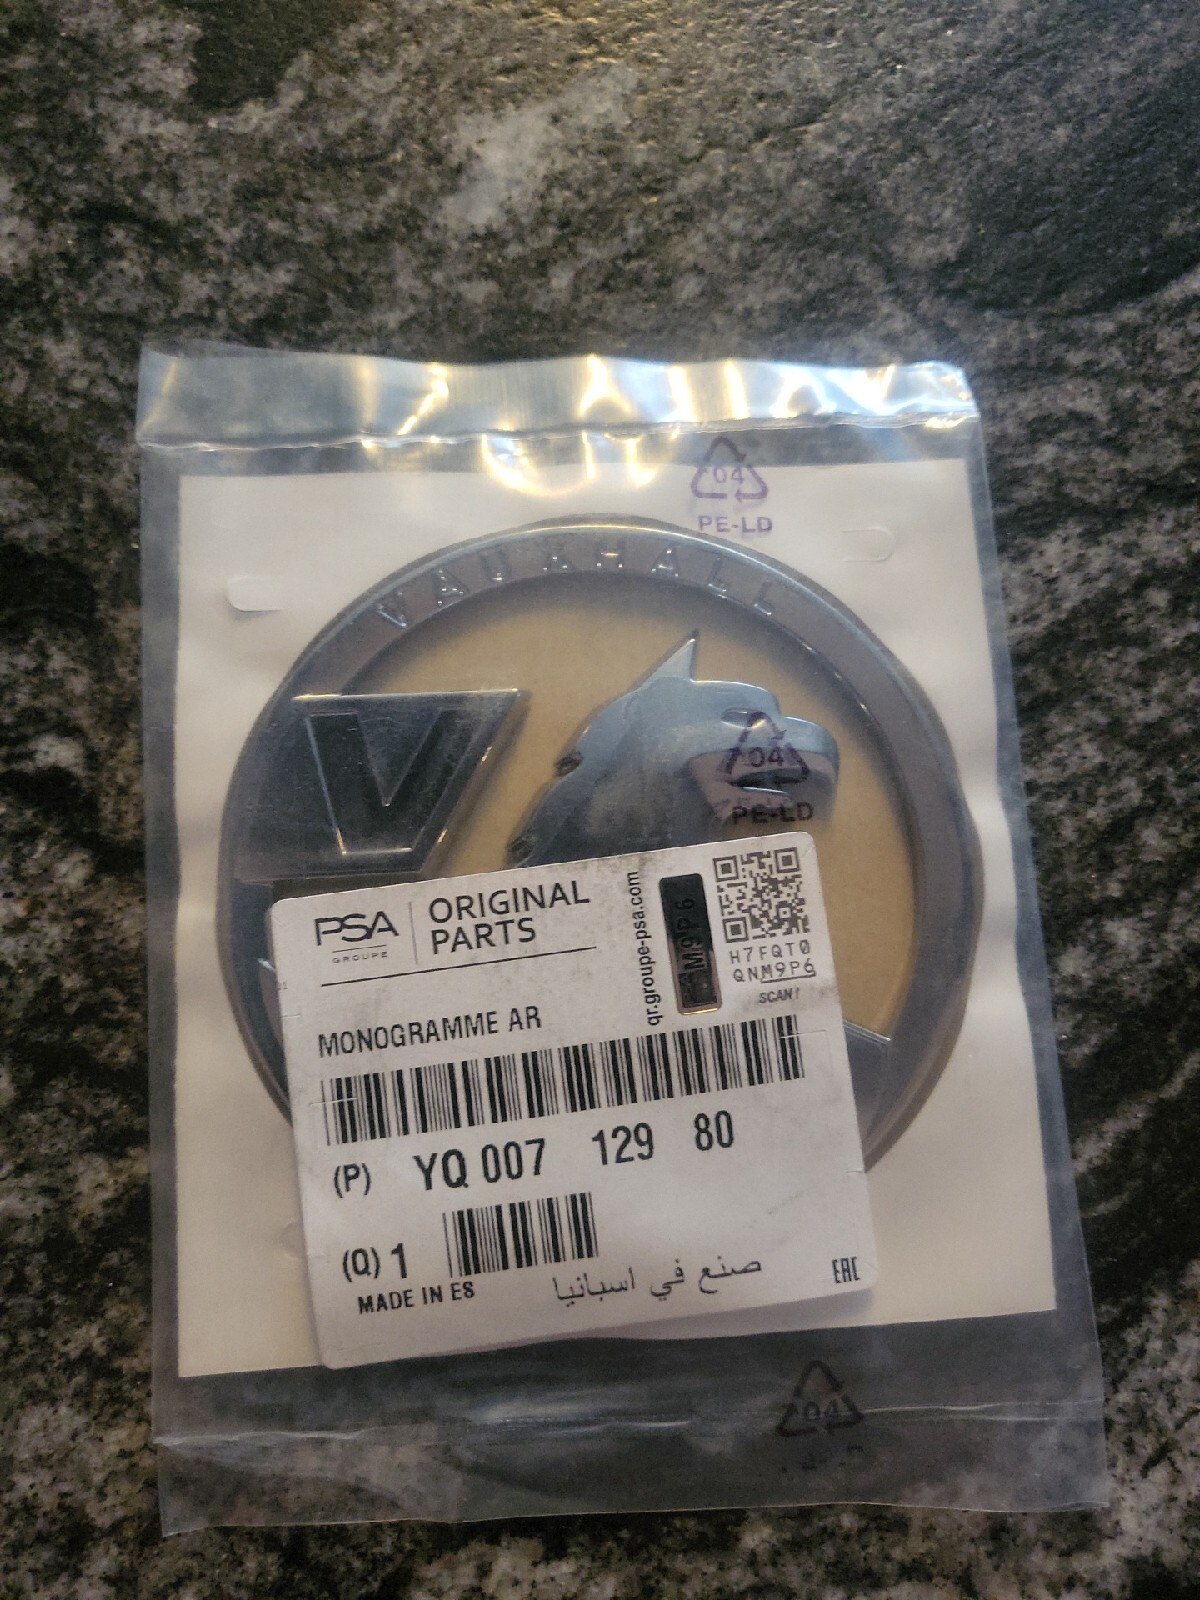 04
PE-LD
VAUXHALL
V
04
PE-LD
PSA
GROUPE
ORIGINAL
PARTS
qr.groupe-psa.com
M9P6
H7FQT0
QNM9P6
SCAN!
MONOGRAMME AR
(P) YQ 007 129 80
(Q) 1
MADE IN ES
صنع في اسبانيا
EAC
04